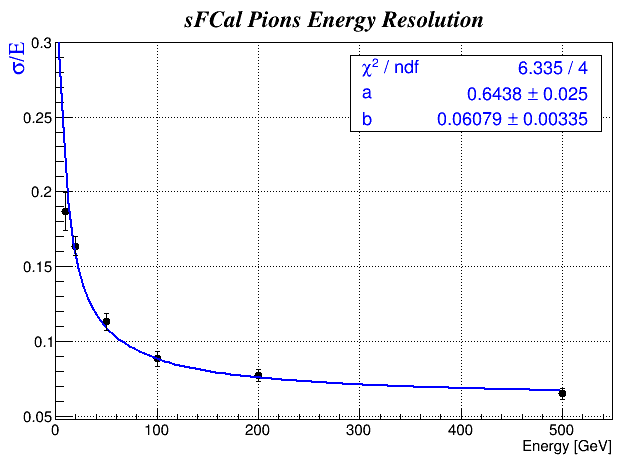 sFCal Pions Energy Resolution
σ/E
χ² / ndf 6.335 / 4
a 0.6438 ± 0.025
b 0.06079 ± 0.00335
0.3
0.25
0.2
0.15
0.1
0.05
0 100 200 300 400 500
Energy [GeV]